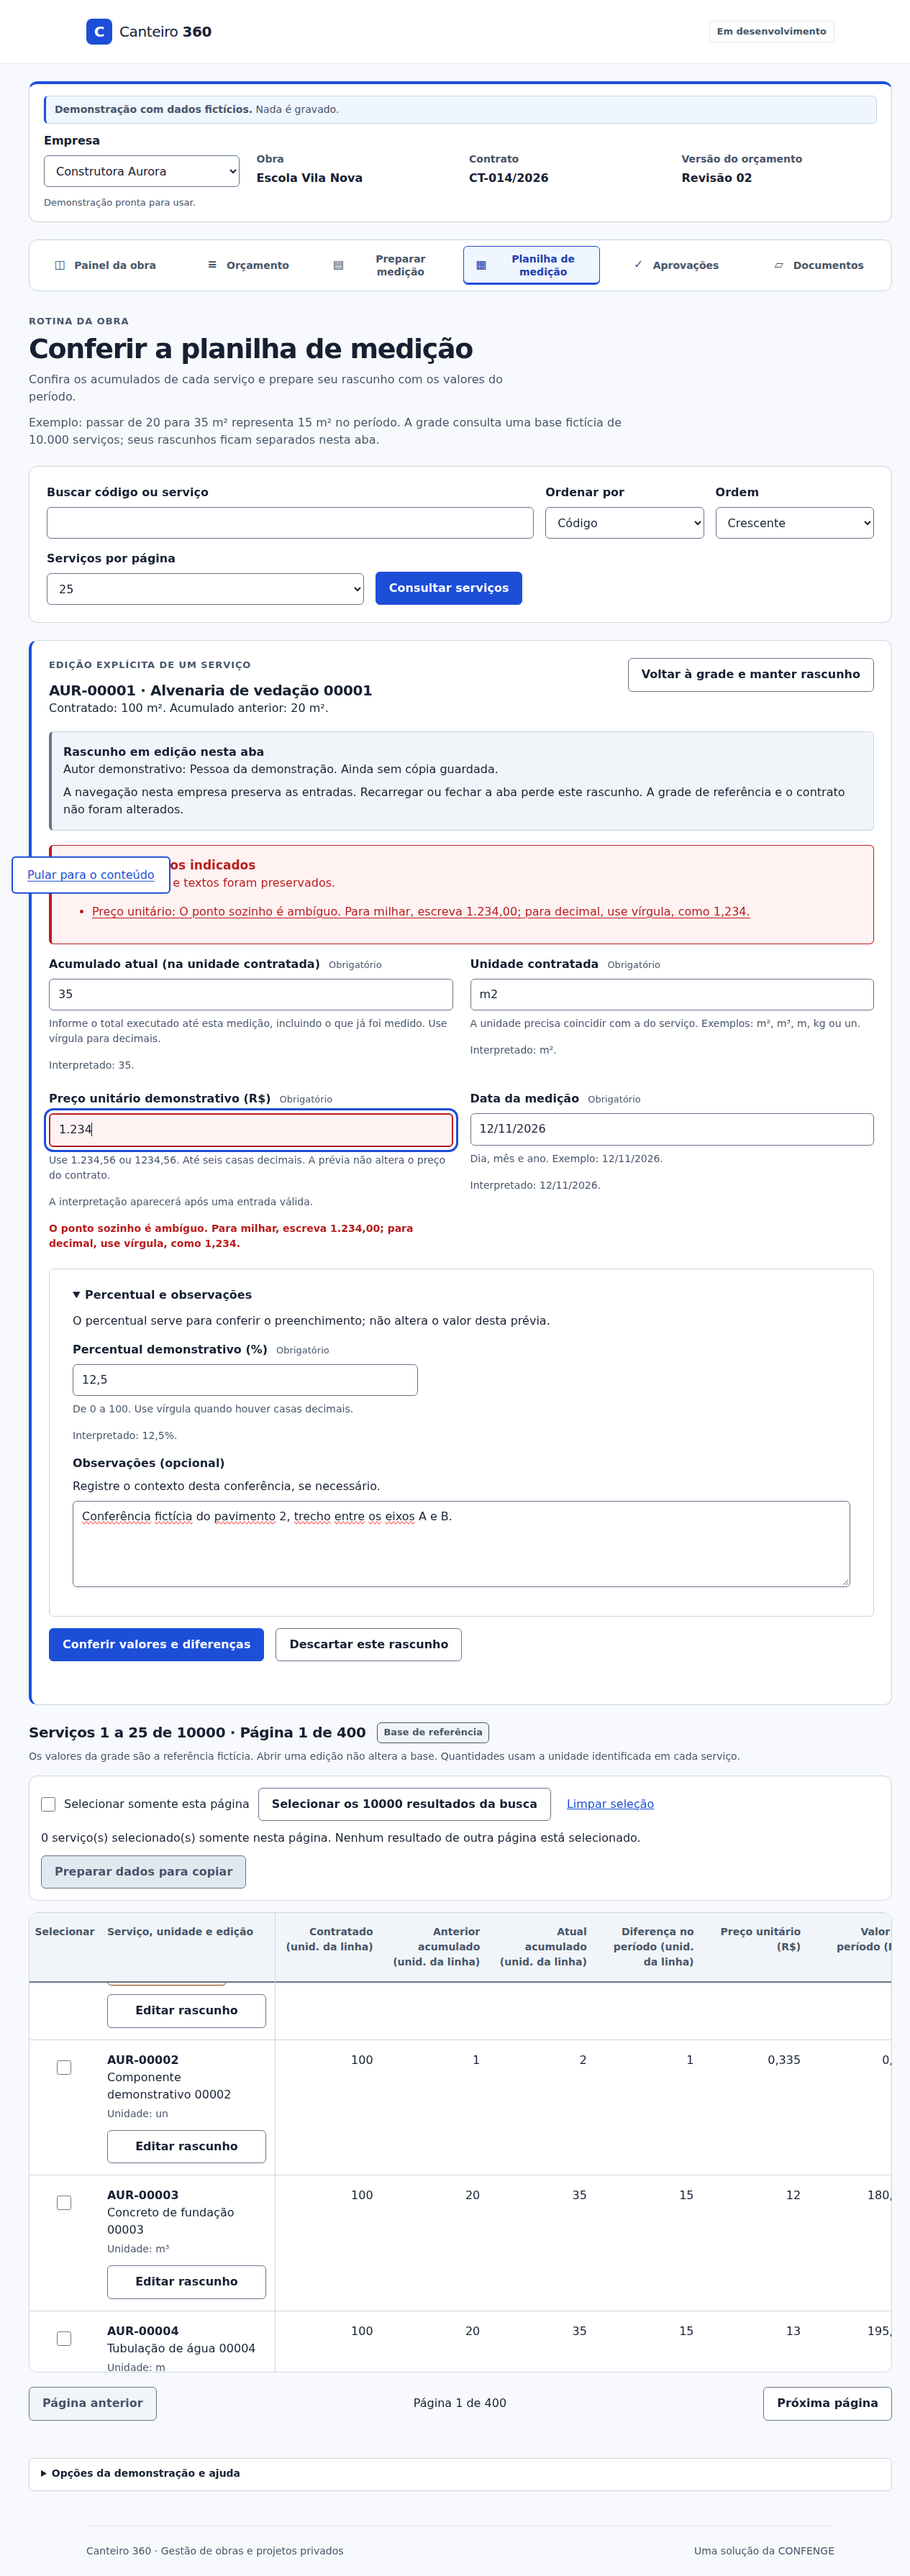 C Canteiro 360
Em desenvolvimento
Demonstração com dados fictícios. Nada é gravado.
Empresa
Construtora Aurora
Demonstração pronta para usar.
Obra
Escola Vila Nova
Contrato
CT-014/2026
Versão do orçamento
Revisão 02
Painel da obra
Orçamento
Preparar
medição
Planilha de
medição
Aprovações
Documentos
ROTINA DA OBRA
Conferir a planilha de medição
Confira os acumulados de cada serviço e prepare seu rascunho com os valores do
período.
Exemplo: passar de 20 para 35 m² representa 15 m² no período. A grade consulta uma base fictícia de
10.000 serviços; seus rascunhos ficam separados nesta aba.
Buscar código ou serviço
Ordenar por
Código
Ordem
Crescente
Serviços por página
25
Consultar serviços
EDIÇÃO EXPLÍCITA DE UM SERVIÇO
AUR-00001 · Alvenaria de vedação 00001
Contratado: 100 m². Acumulado anterior: 20 m².
Voltar à grade e manter rascunho
Rascunho em edição nesta aba
Autor demonstrativo: Pessoa da demonstração. Ainda sem cópia guardada.
A navegação nesta empresa preserva as entradas. Recarregar ou fechar a aba perde este rascunho. A grade de referência e o contrato
não foram alterados.
Pular para o conteúdo
os indicados
e textos foram preservados.
• Preço unitário: O ponto sozinho é ambíguo. Para milhar, escreva 1.234,00; para decimal, use vírgula, como 1,234.
Acumulado atual (na unidade contratada) Obrigatório
35
Informe o total executado até esta medição, incluindo o que já foi medido. Use
vírgula para decimais.
Interpretado: 35.
Unidade contratada Obrigatório
m2
A unidade precisa coincidir com a do serviço. Exemplos: m², m³, m, kg ou un.
Interpretado: m².
Preço unitário demonstrativo (R$) Obrigatório
1.234
Use 1.234,56 ou 1234,56. Até seis casas decimais. A prévia não altera o preço
do contrato.
A interpretação aparecerá após uma entrada válida.
O ponto sozinho é ambíguo. Para milhar, escreva 1.234,00; para
decimal, use vírgula, como 1,234.
Data da medição Obrigatório
12/11/2026
Dia, mês e ano. Exemplo: 12/11/2026.
Interpretado: 12/11/2026.
Percentual e observações
O percentual serve para conferir o preenchimento; não altera o valor desta prévia.
Percentual demonstrativo (%) Obrigatório
12,5
De 0 a 100. Use vírgula quando houver casas decimais.
Interpretado: 12,5%.
Observações (opcional)
Registre o contexto desta conferência, se necessário.
Conferência fictícia do pavimento 2, trecho entre os eixos A e B.
Conferir valores e diferenças
Descartar este rascunho
Serviços 1 a 25 de 10000 · Página 1 de 400
Base de referência
Os valores da grade são a referência fictícia. Abrir uma edição não altera a base. Quantidades usam a unidade identificada em cada serviço.
Selecionar somente esta página
Selecionar os 10000 resultados da busca
Limpar seleção
0 serviço(s) selecionado(s) somente nesta página. Nenhum resultado de outra página está selecionado.
Preparar dados para copiar
Selecionar
Serviço, unidade e edição
Contratado
(unid. da linha)
Anterior
acumulado
(unid. da linha)
Atual
acumulado
(unid. da linha)
Diferença no
período (unid.
da linha)
Preço unitário
(R$)
Valor
período (
Editar rascunho
AUR-00002
Componente
demonstrativo 00002
Unidade: un
Editar rascunho
100
1
2
1
0,335
0,
AUR-00003
Concreto de fundação
00003
Unidade: m³
Editar rascunho
100
20
35
15
12
180,
AUR-00004
Tubulação de água 00004
Unidade: m
100
20
35
15
13
195,
Página anterior
Página 1 de 400
Próxima página
Opções da demonstração e ajuda
Canteiro 360 · Gestão de obras e projetos privados
Uma solução da CONFENGE